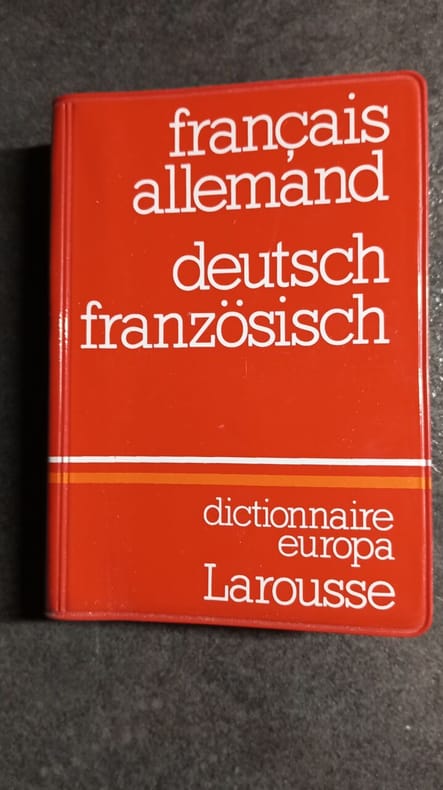 français
allemand
deutsch
französisch
dictionnaire
europa
Larousse